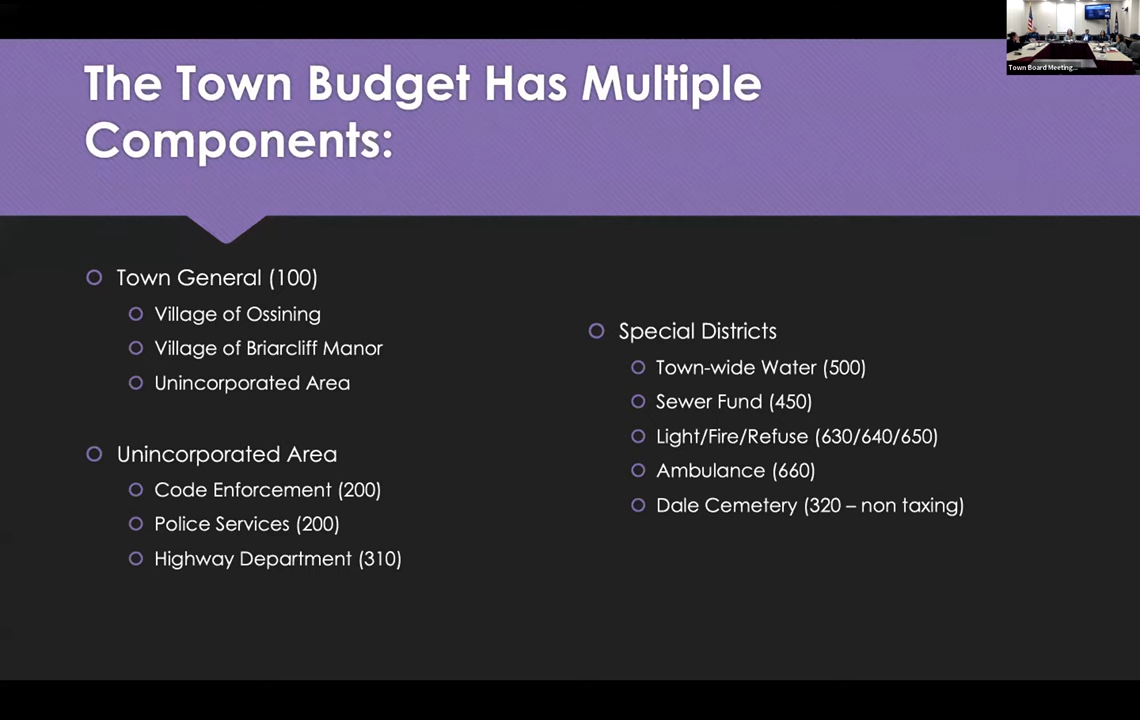 The Town Budget Has Multiple
Components:
Town General (100)
Village of Ossining
Village of Briarcliff Manor
Unincorporated Area
Unincorporated Area
Code Enforcement (200)
Police Services (200)
Highway Department (310)
Special Districts
Town-wide Water (500)
Sewer Fund (450)
Light/Fire/Refuse (630/640/650)
Ambulance (660)
Dale Cemetery (320 – non taxing)
Town Board Meeting...